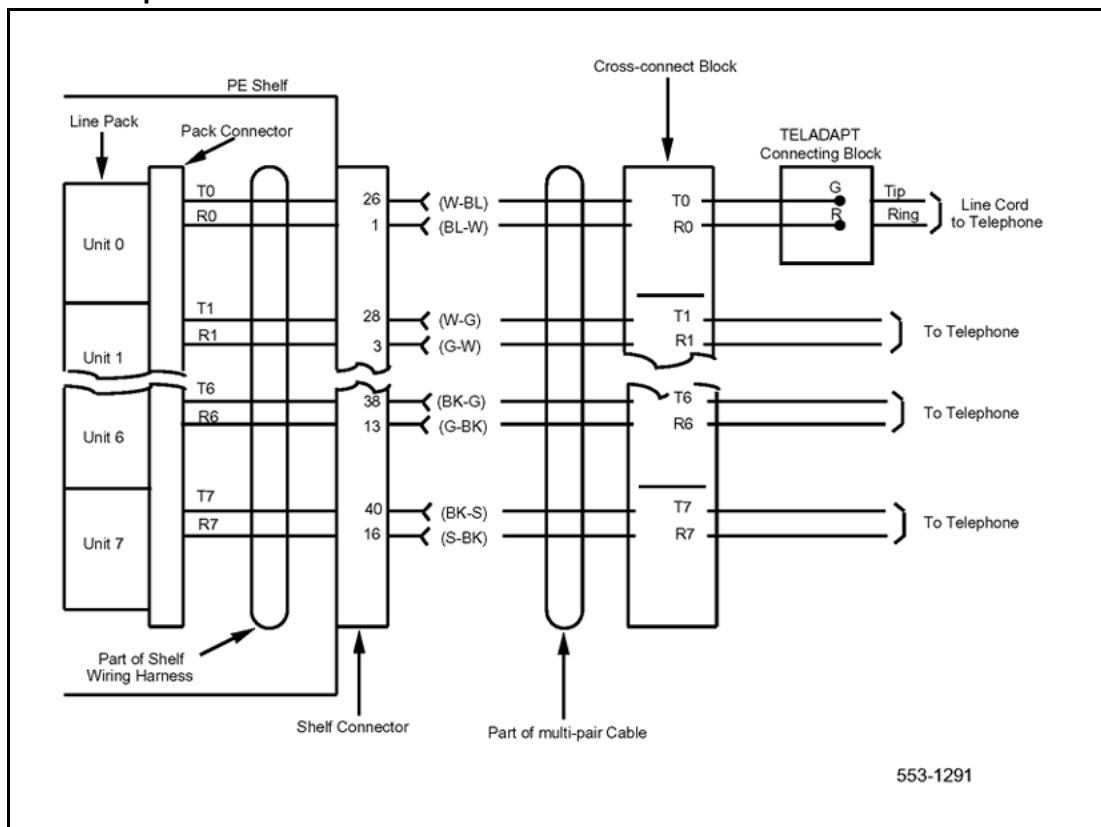 PE Shelf
Cross-connect Block
Line Pack
Pack Connector
TELADAPT
Connecting Block
T0
26
(W-BL)
T0
G
Tip
R0
1
(BL-W)
R0
R
Ring
Line Cord
to Telephone
Unit 0
T1
28
(W-G)
T1
R1
3
(G-W)
R1
To Telephone
Unit 1
T6
38
(BK-G)
T6
R6
13
(G-BK)
R6
To Telephone
Unit 6
T7
40
(BK-S)
T7
R7
16
(S-BK)
R7
To Telephone
Unit 7
Part of Shelf
Wiring Harness
Shelf Connector
Part of multi-pair Cable
553-1291